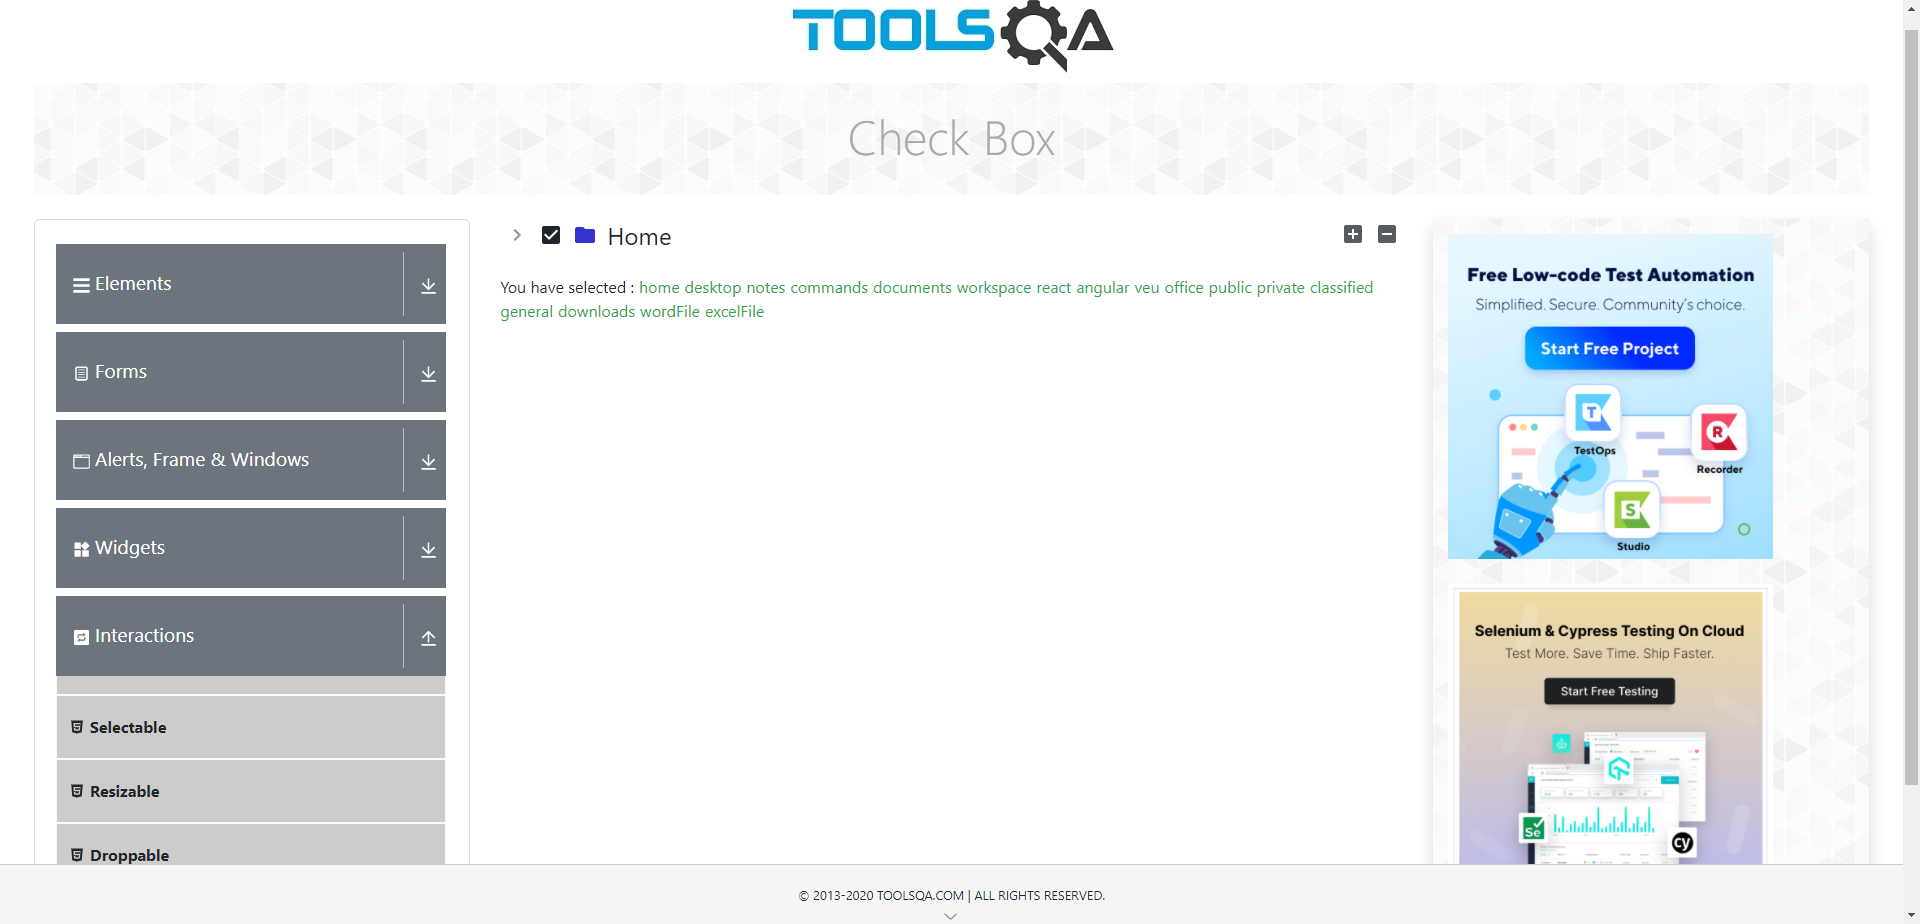 TOOLSQA
Check Box
Elements
Forms
Alerts, Frame & Windows
Widgets
Interactions
Selectable
Resizable
Droppable
Home
You have selected : home desktop notes commands documents workspace react angular veu office public private classified
general downloads wordFile excelFile
Free Low-code Test Automation
Simplified. Secure. Community's choice.
Start Free Project
T
TestOps
R
Recorder
S
Studio
Selenium & Cypress Testing On Cloud
Test More. Save Time. Ship Faster.
Start Free Testing
Se
cy
© 2013-2020 TOOLSQA.COM | ALL RIGHTS RESERVED.